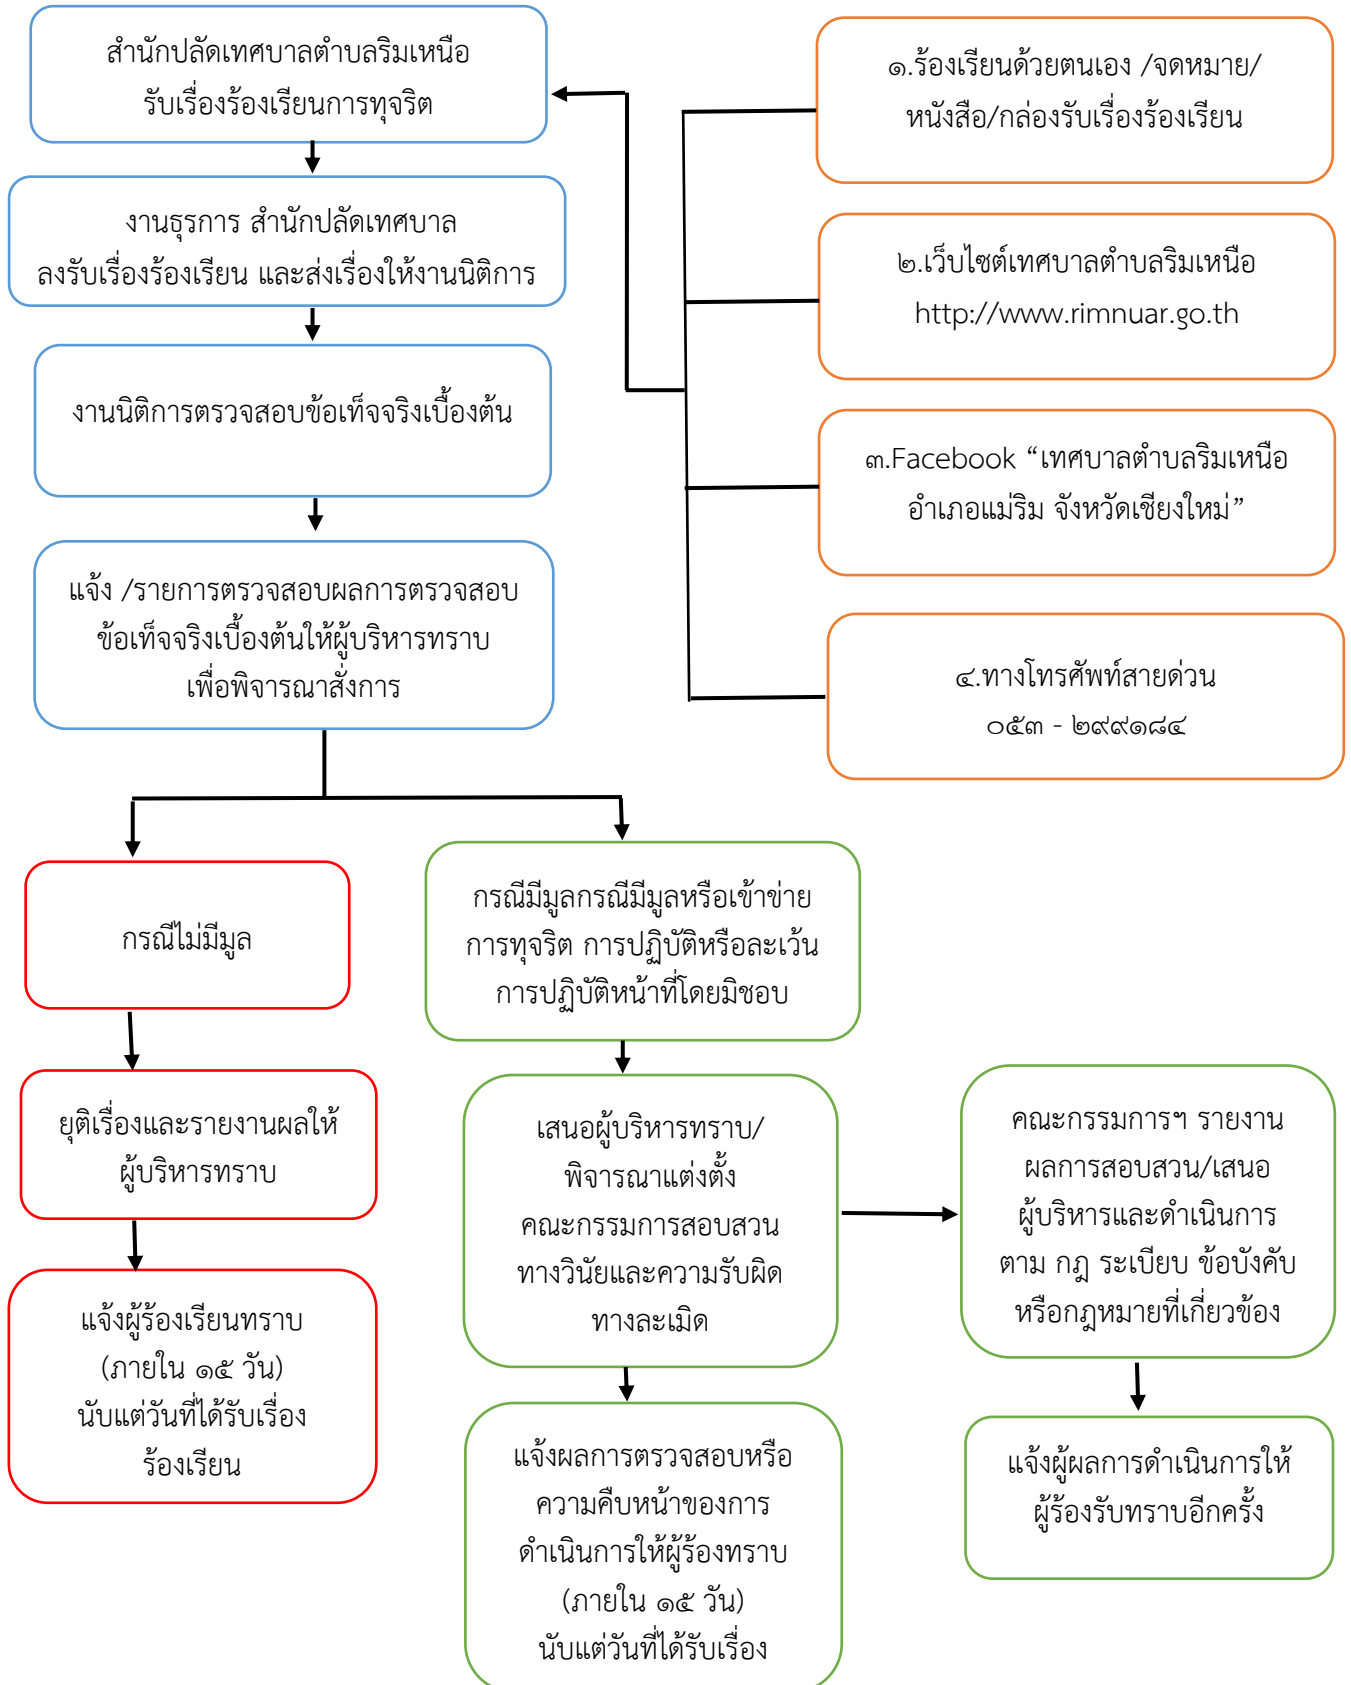 สำนักปลัดเทศบาลตำบลริมเหนือ
รับเรื่องร้องเรียนการทุจริต
งานธุรการ สำนักปลัดเทศบาล
ลงรับเรื่องร้องเรียน และส่งเรื่องให้งานนิติการ
งานนิติการตรวจสอบข้อเท็จจริงเบื้องต้น
แจ้ง /รายการตรวจสอบผลการตรวจสอบ
ข้อเท็จจริงเบื้องต้นให้ผู้บริหารทราบ
เพื่อพิจารณาสั่งการ
๑.ร้องเรียนด้วยตนเอง /จดหมาย/
หนังสือ/กล่องรับเรื่องร้องเรียน
๒.เว็บไซต์เทศบาลตำบลริมเหนือ
http://www.rimnuar.go.th
๓.Facebook “เทศบาลตำบลริมเหนือ
อำเภอแม่ริม จังหวัดเชียงใหม่”
๔.ทางโทรศัพท์สายด่วน
๐๕๓ - ๒๙๙๑๘๔
กรณีไม่มีมูล
ยุติเรื่องและรายงานผลให้
ผู้บริหารทราบ
แจ้งผู้ร้องเรียนทราบ
(ภายใน ๑๕ วัน)
นับแต่วันที่ได้รับเรื่อง
ร้องเรียน
กรณีมีมูลกรณีมีมูลหรือเข้าข่าย
การทุจริต การปฏิบัติหรือละเว้น
การปฏิบัติหน้าที่โดยมิชอบ
เสนอผู้บริหารทราบ/
พิจารณาแต่งตั้ง
คณะกรรมการสอบสวน
ทางวินัยและความรับผิด
ทางละเมิด
แจ้งผลการตรวจสอบหรือ
ความคืบหน้าของการ
ดำเนินการให้ผู้ร้องทราบ
(ภายใน ๑๕ วัน)
นับแต่วันที่ได้รับเรื่อง
คณะกรรมการฯ รายงาน
ผลการสอบสวน/เสนอ
ผู้บริหารและดำเนินการ
ตาม กฎ ระเบียบ ข้อบังคับ
หรือกฎหมายที่เกี่ยวข้อง
แจ้งผู้ผลการดำเนินการให้
ผู้ร้องรับทราบอีกครั้ง